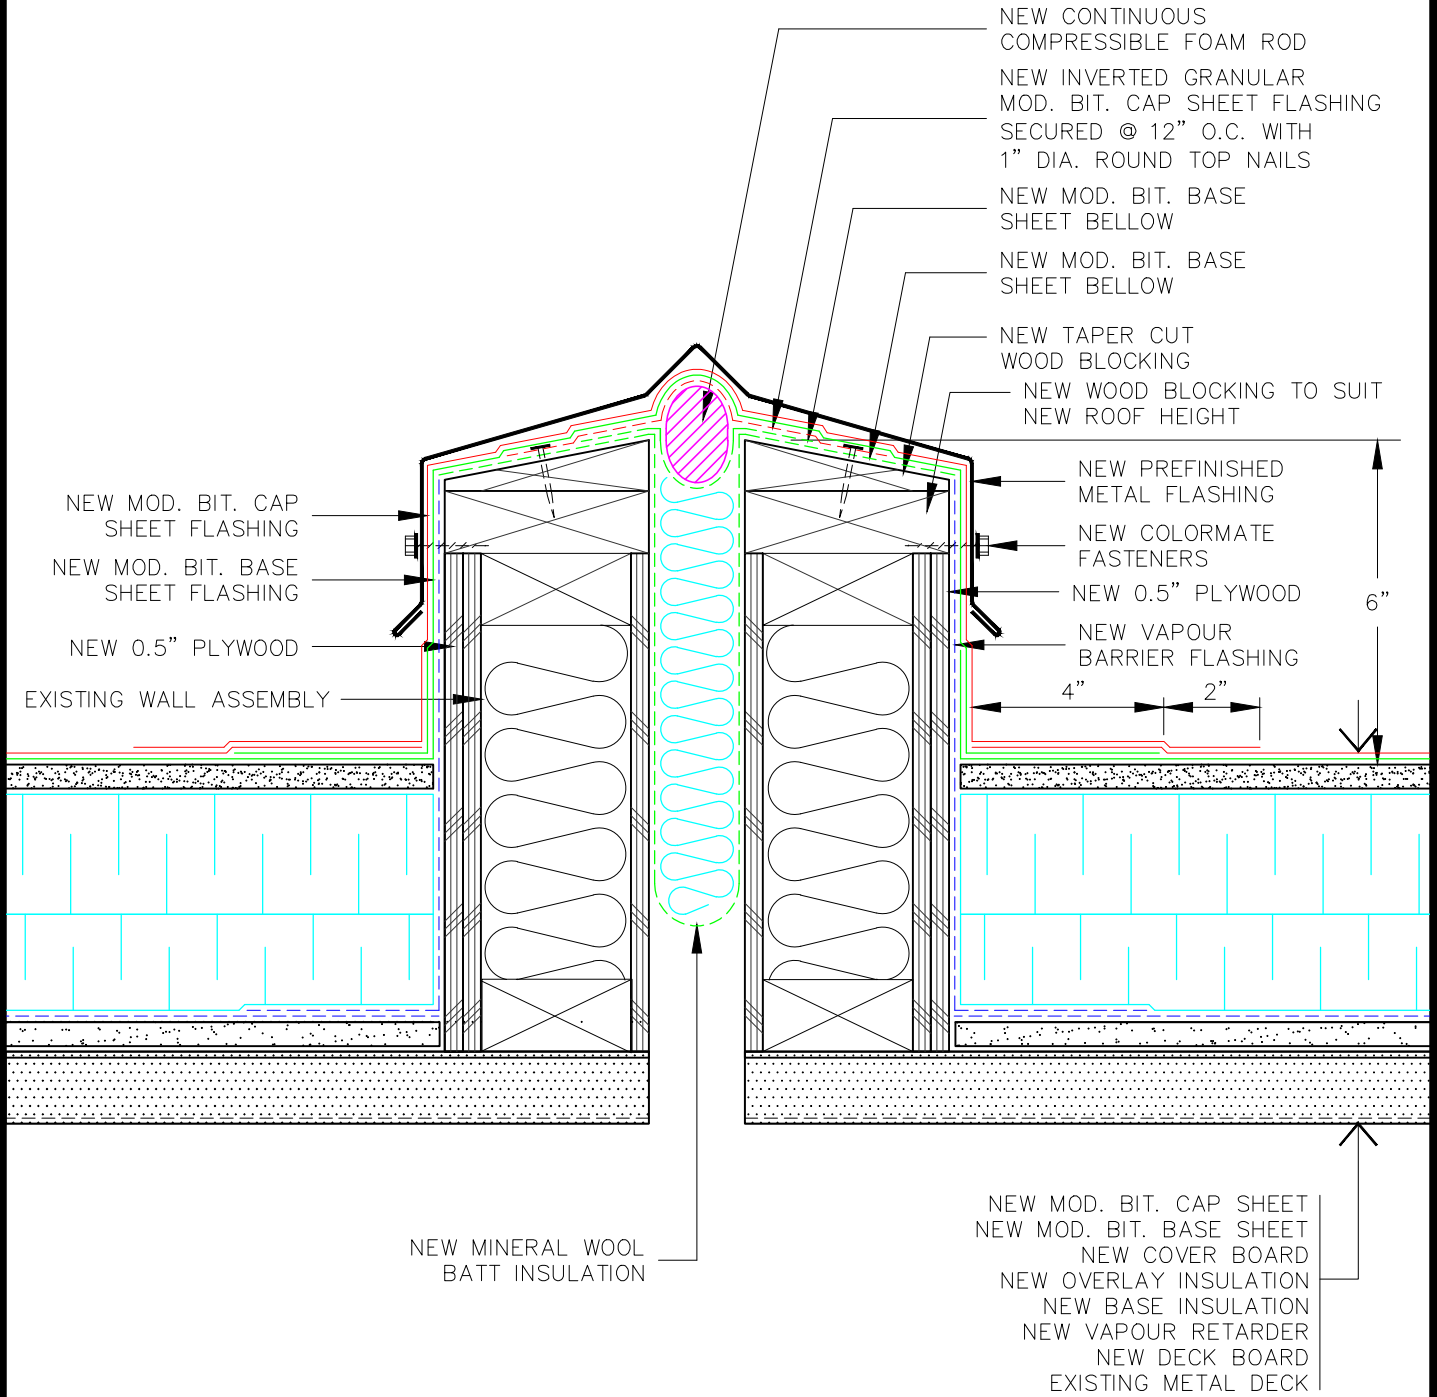 NEW CONTINUOUS
COMPRESSIBLE FOAM ROD
NEW INVERTED GRANULAR
MOD. BIT. CAP SHEET FLASHING
SECURED @ 12” O.C. WITH
1” DIA. ROUND TOP NAILS
NEW MOD. BIT. BASE
SHEET BELLOW
NEW MOD. BIT. BASE
SHEET BELLOW
NEW TAPER CUT
WOOD BLOCKING
NEW WOOD BLOCKING TO SUIT
NEW ROOF HEIGHT
NEW PREFINISHED
METAL FLASHING
NEW COLORMATE
FASTENERS
NEW 0.5” PLYWOOD
6”
NEW VAPOUR
BARRIER FLASHING
4”
2”
NEW MOD. BIT. CAP
SHEET FLASHING
NEW MOD. BIT. BASE
SHEET FLASHING
NEW 0.5” PLYWOOD
EXISTING WALL ASSEMBLY
NEW MINERAL WOOL
BATT INSULATION
NEW MOD. BIT. CAP SHEET
NEW MOD. BIT. BASE SHEET
NEW COVER BOARD
NEW OVERLAY INSULATION
NEW BASE INSULATION
NEW VAPOUR RETARDER
NEW DECK BOARD
EXISTING METAL DECK